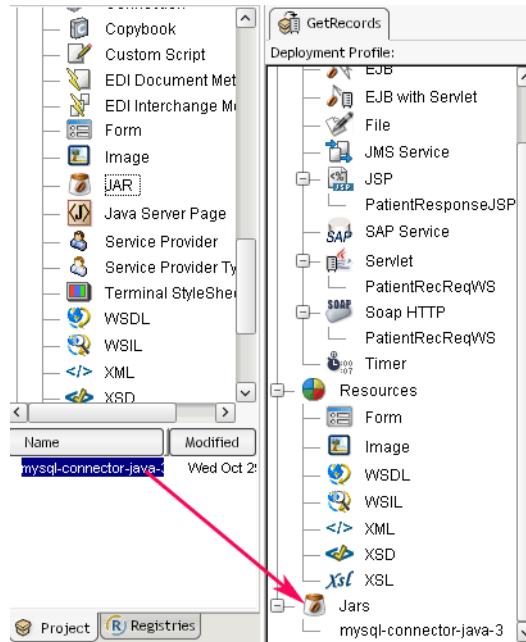 Copybook
Custom Script
EDI Document Met
EDI Interchange
Form
Image
JAR
Java Server Page
Service Provider
Service Provider Ty
Terminal StyleShe
WSDL
WSIL
XML
XSD
Name Modified
mysql-connector-java-3 Wed Oct 29
Project Registries
GetRecords
Deployment Profile:
EJB
EJB with Servlet
File
JMS Service
JSP
PatientResponseJSP
SAP Service
Servlet
PatientRecReqWS
Soap HTTP
PatientRecReqWS
Timer
Resources
Form
Image
WSDL
WSIL
XML
XSD
XSL
Jars
mysql-connector-java-3